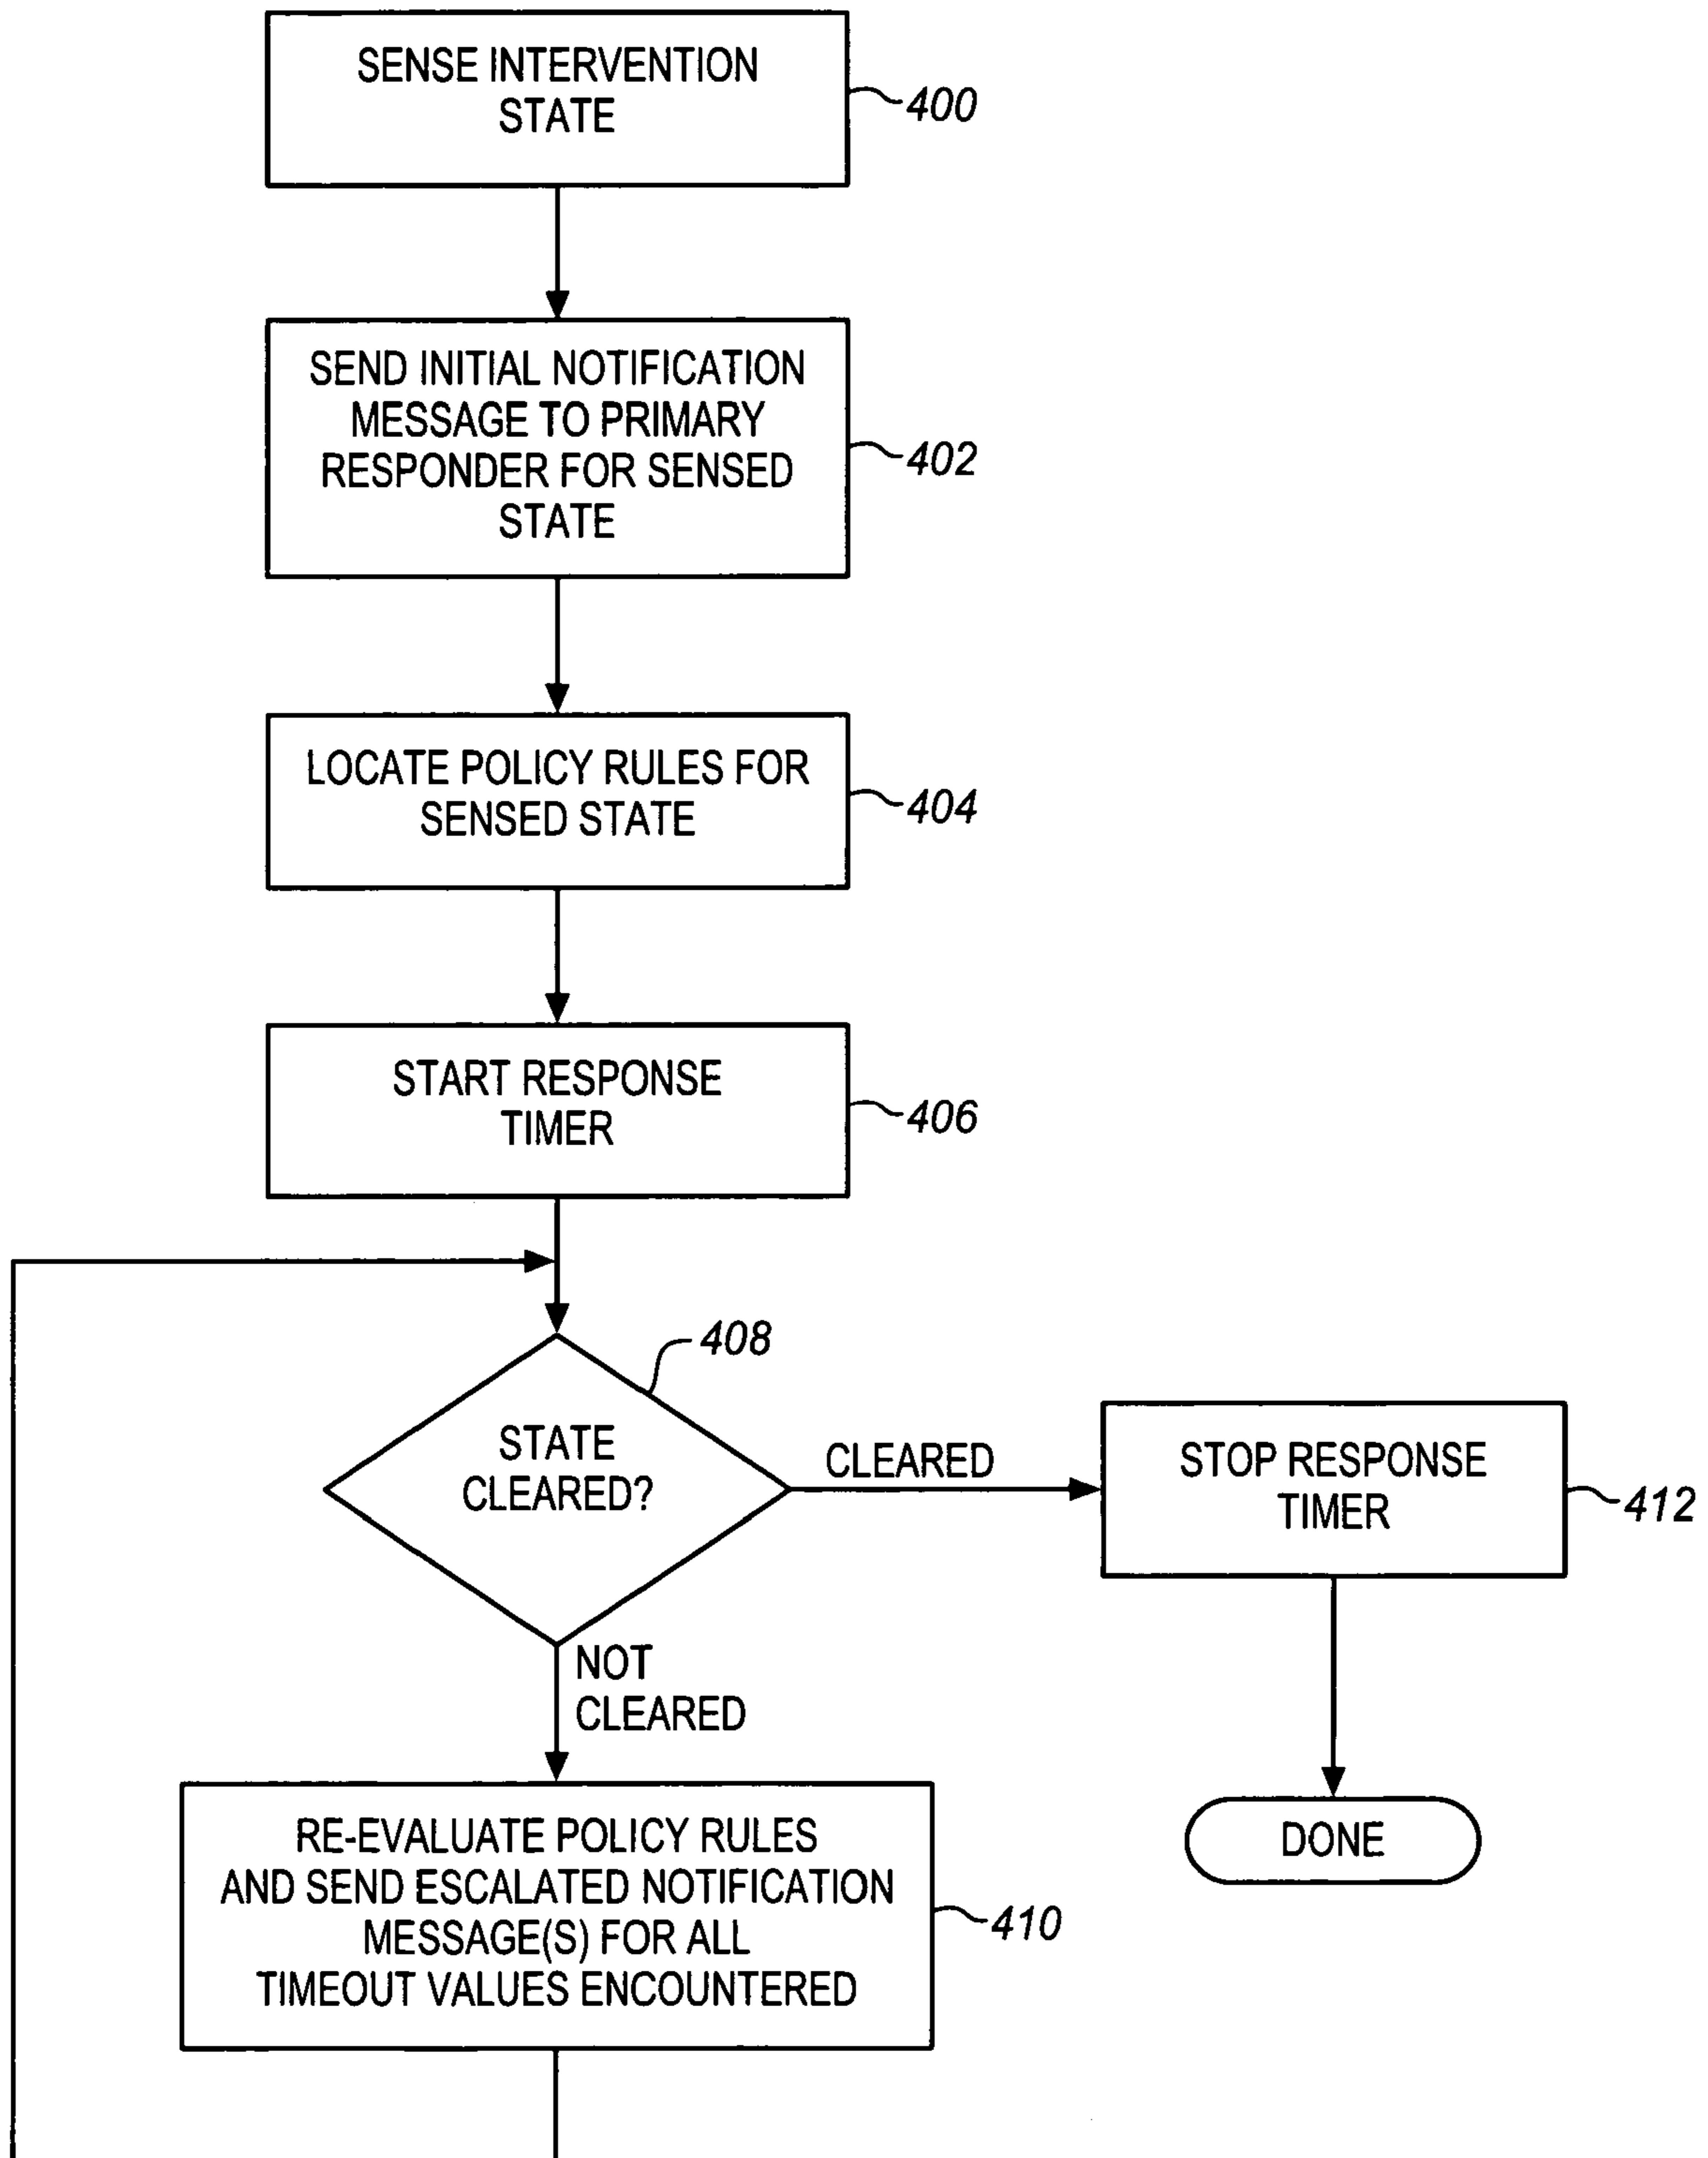 SENSE INTERVENTION
STATE
400
SEND INITIAL NOTIFICATION
MESSAGE TO PRIMARY
RESPONDER FOR SENSED
STATE
402
LOCATE POLICY RULES FOR
SENSED STATE
404
START RESPONSE
TIMER
406
408
STATE
CLEARED?
CLEARED
STOP RESPONSE
TIMER
412
NOT
CLEARED
DONE
RE-EVALUATE POLICY RULES
AND SEND ESCALATED NOTIFICATION
MESSAGE(S) FOR ALL
TIMEOUT VALUES ENCOUNTERED
410